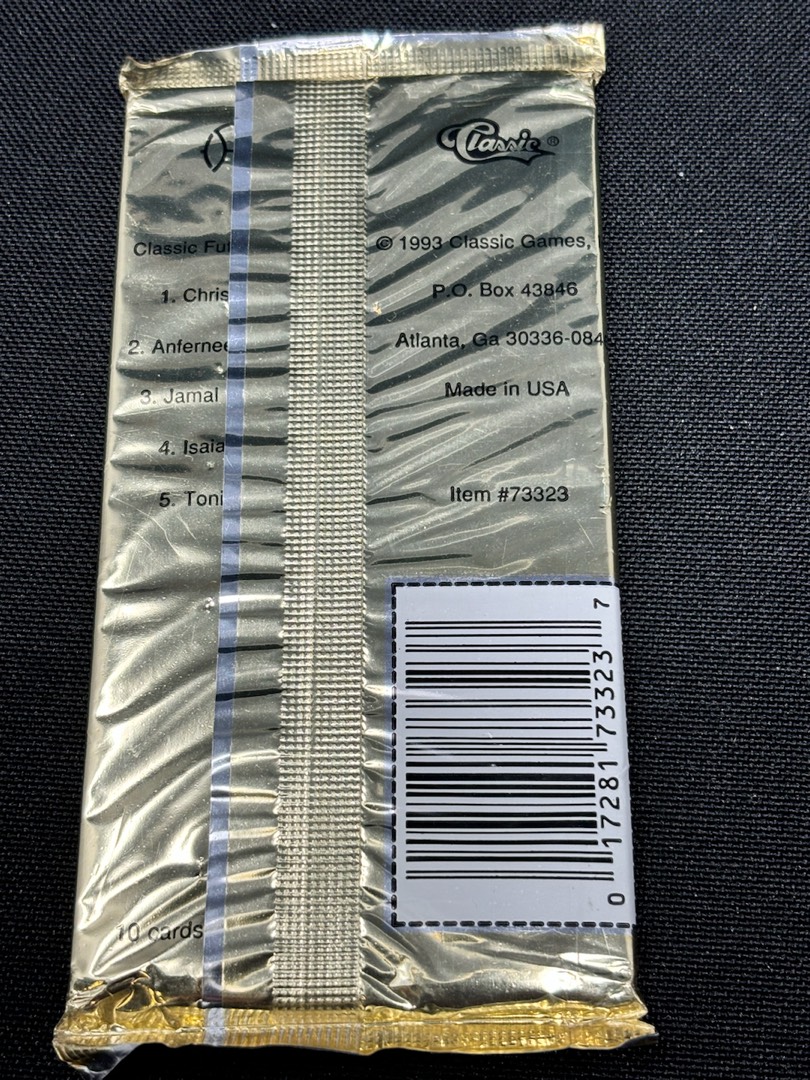 Classic Fu
1. Chris
2. Anferne
3. Jamal
4. Isaia
5. Toni
10 cards
Classic ®
© 1993 Classic Games,
P.O. Box 43846
Atlanta, Ga 30336-084
Made in USA
Item #73323
0 17281 73323 7